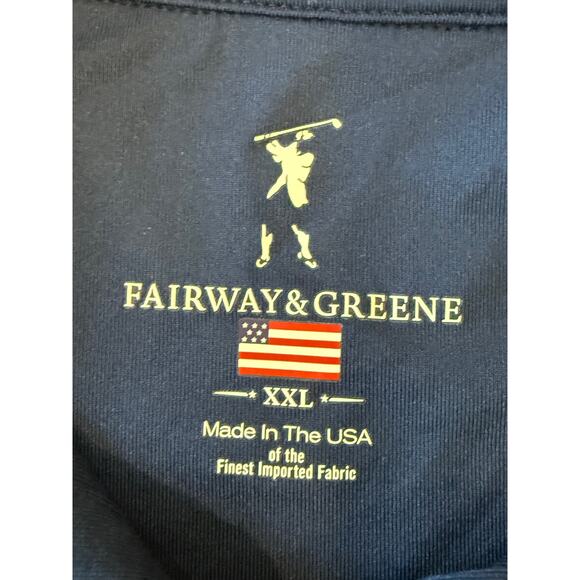 FAIRWAY & GREENE
XXL
Made In The USA
of the
Finest Imported Fabric